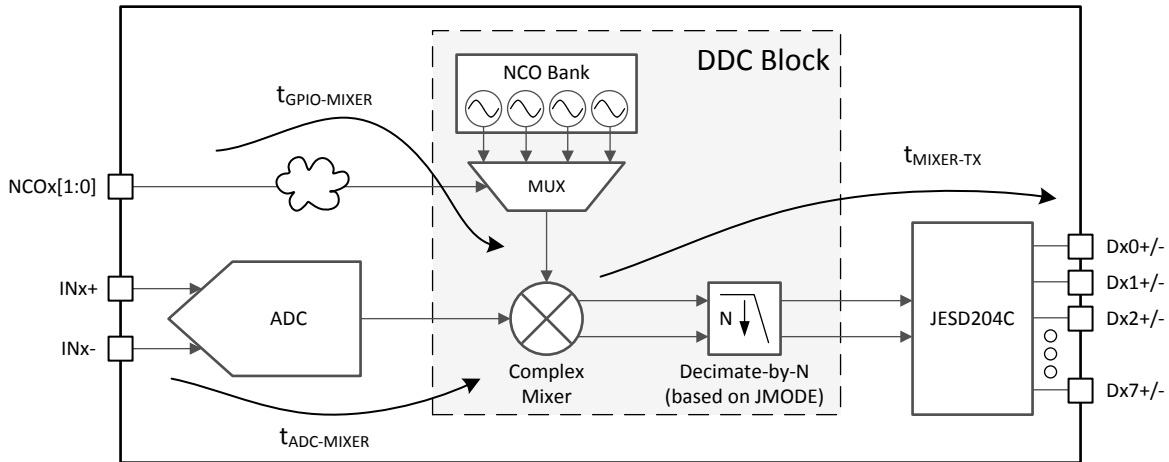 NCO Bank
DDC Block
tGPIO-MIXER
tMIXER-TX
NCOx[1:0]
MUX
Dx0+/-
INx+
Dx1+/-
ADC
N
JESD204C
Dx2+/-
INx-
Complex
Mixer
Decimate-by-N
(based on JMODE)
Dx7+/-
tADC-MIXER